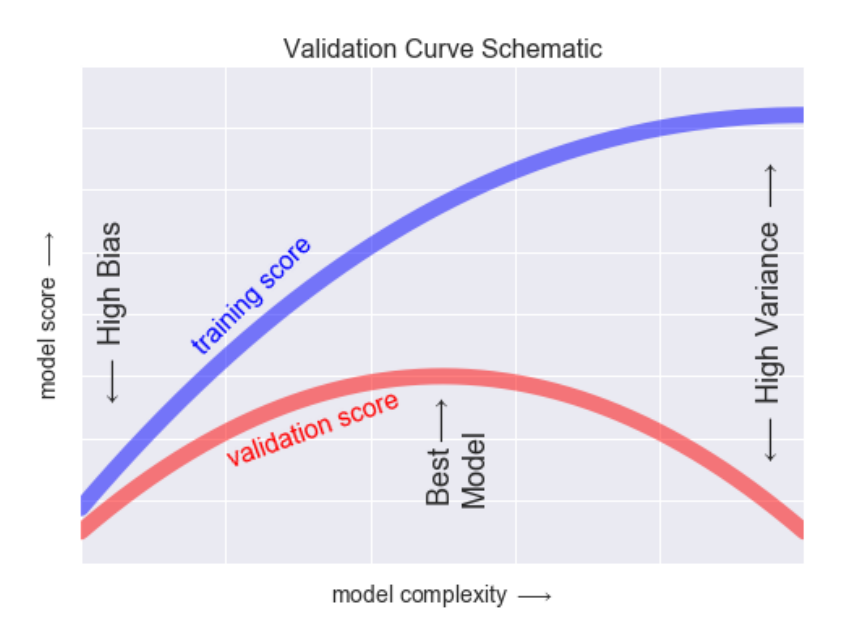 Validation Curve Schematic
model score ⟶
⟵ High Bias
training score
validation score
Best ⟶
Model
⟵ High Variance ⟶
model complexity ⟶